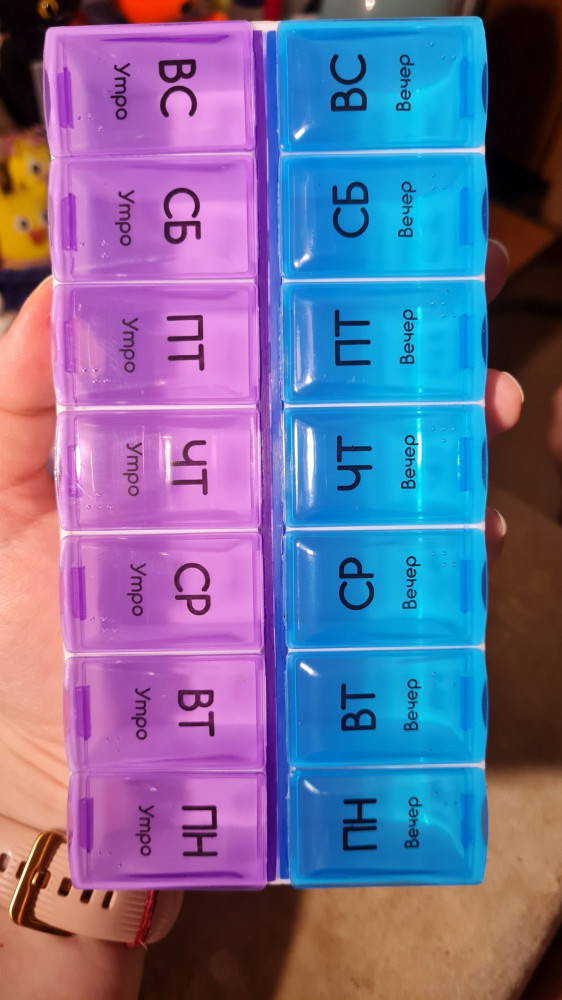 ВС
Утро
СБ
Утро
ПТ
Утро
ЧТ
Утро
СР
Утро
ВТ
Утро
ПН
Утро
ПН
Вечер
ВТ
Вечер
СР
Вечер
ЧТ
Вечер
ПТ
Вечер
СБ
Вечер
ВС
Вечер